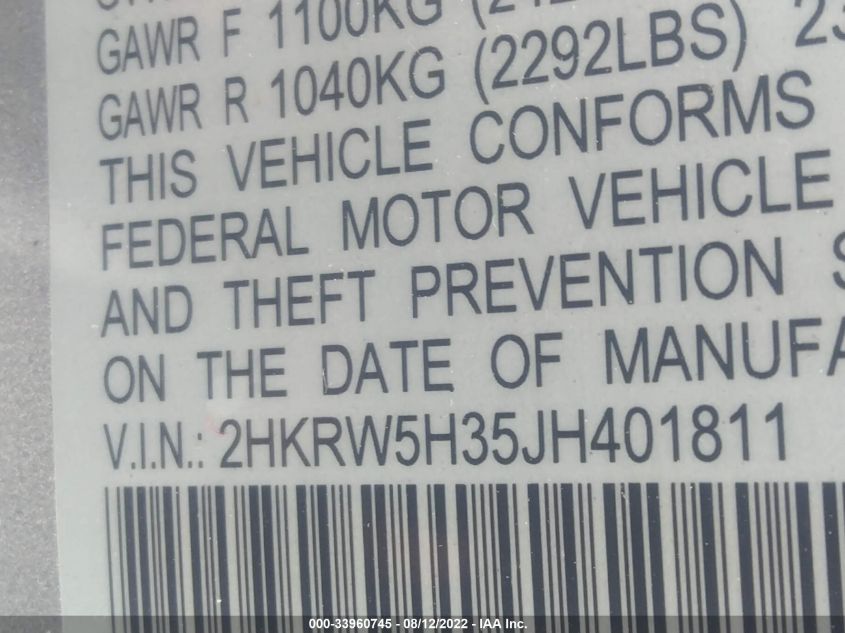 GAWR F 1100KG
GAWR R 1040KG (2292LBS)
THIS VEHICLE CONFORMS
FEDERAL MOTOR VEHICLE
AND THEFT PREVENTION
ON THE DATE OF
V.I.N.: 2HKRW5H35JH401811
000-33960745 - 08/12/2022 - IAA Inc.